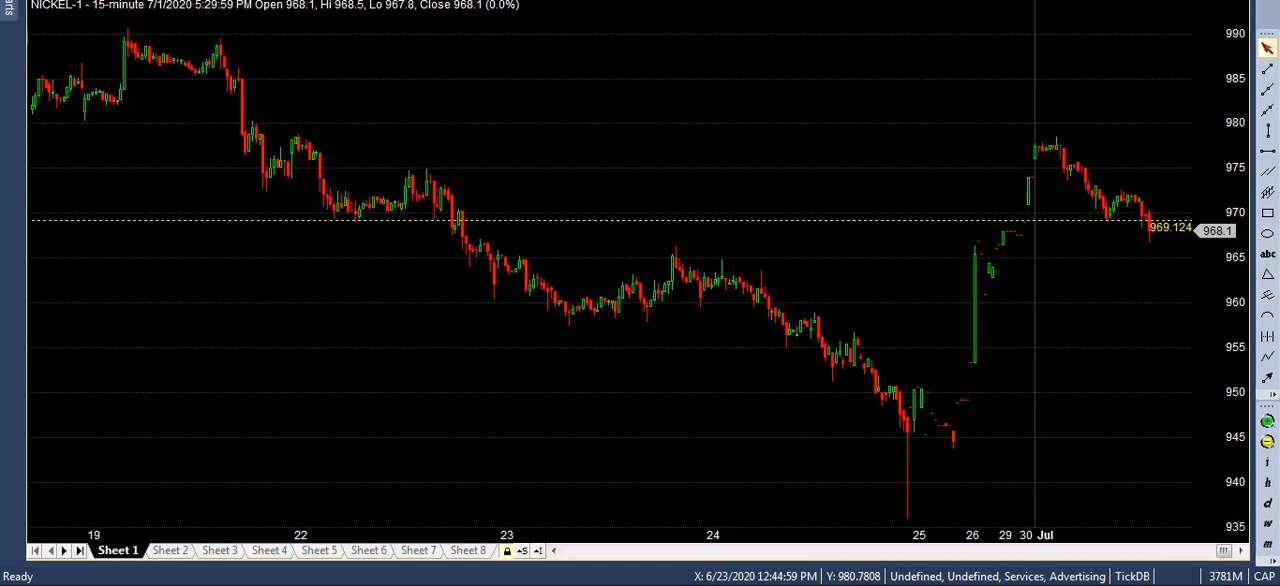 NICKEL-1 - 15-minute 7/1/2020 5:29:59 PM Open 968.1, Hi 968.5, Lo 967.8, Close 968.1 (0.0%)
990
985
980
975
970
969.124
968.1
965
960
955
950
945
940
935
19 22 23 24 25 26 29 30 Jul
abc
i
h
d
w
m
Sheet 1 Sheet 2 Sheet 3 Sheet 4 Sheet 5 Sheet 6 Sheet 7 Sheet 8
Ready X: 6/23/2020 12:44:59 PM Y: 980.7808 Undefined, Undefined, Services, Advertising TickDB 3781M CAP